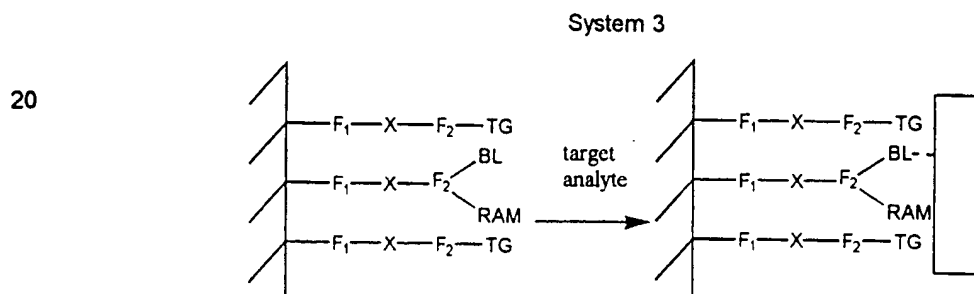 System 3
20
F₁—X—F₂—TG
BL
F₁—X—F₂
RAM
F₁—X—F₂—TG
target
analyte
F₁—X—F₂—TG
BL-
F₁—X—F₂
RAM
F₁—X—F₂—TG